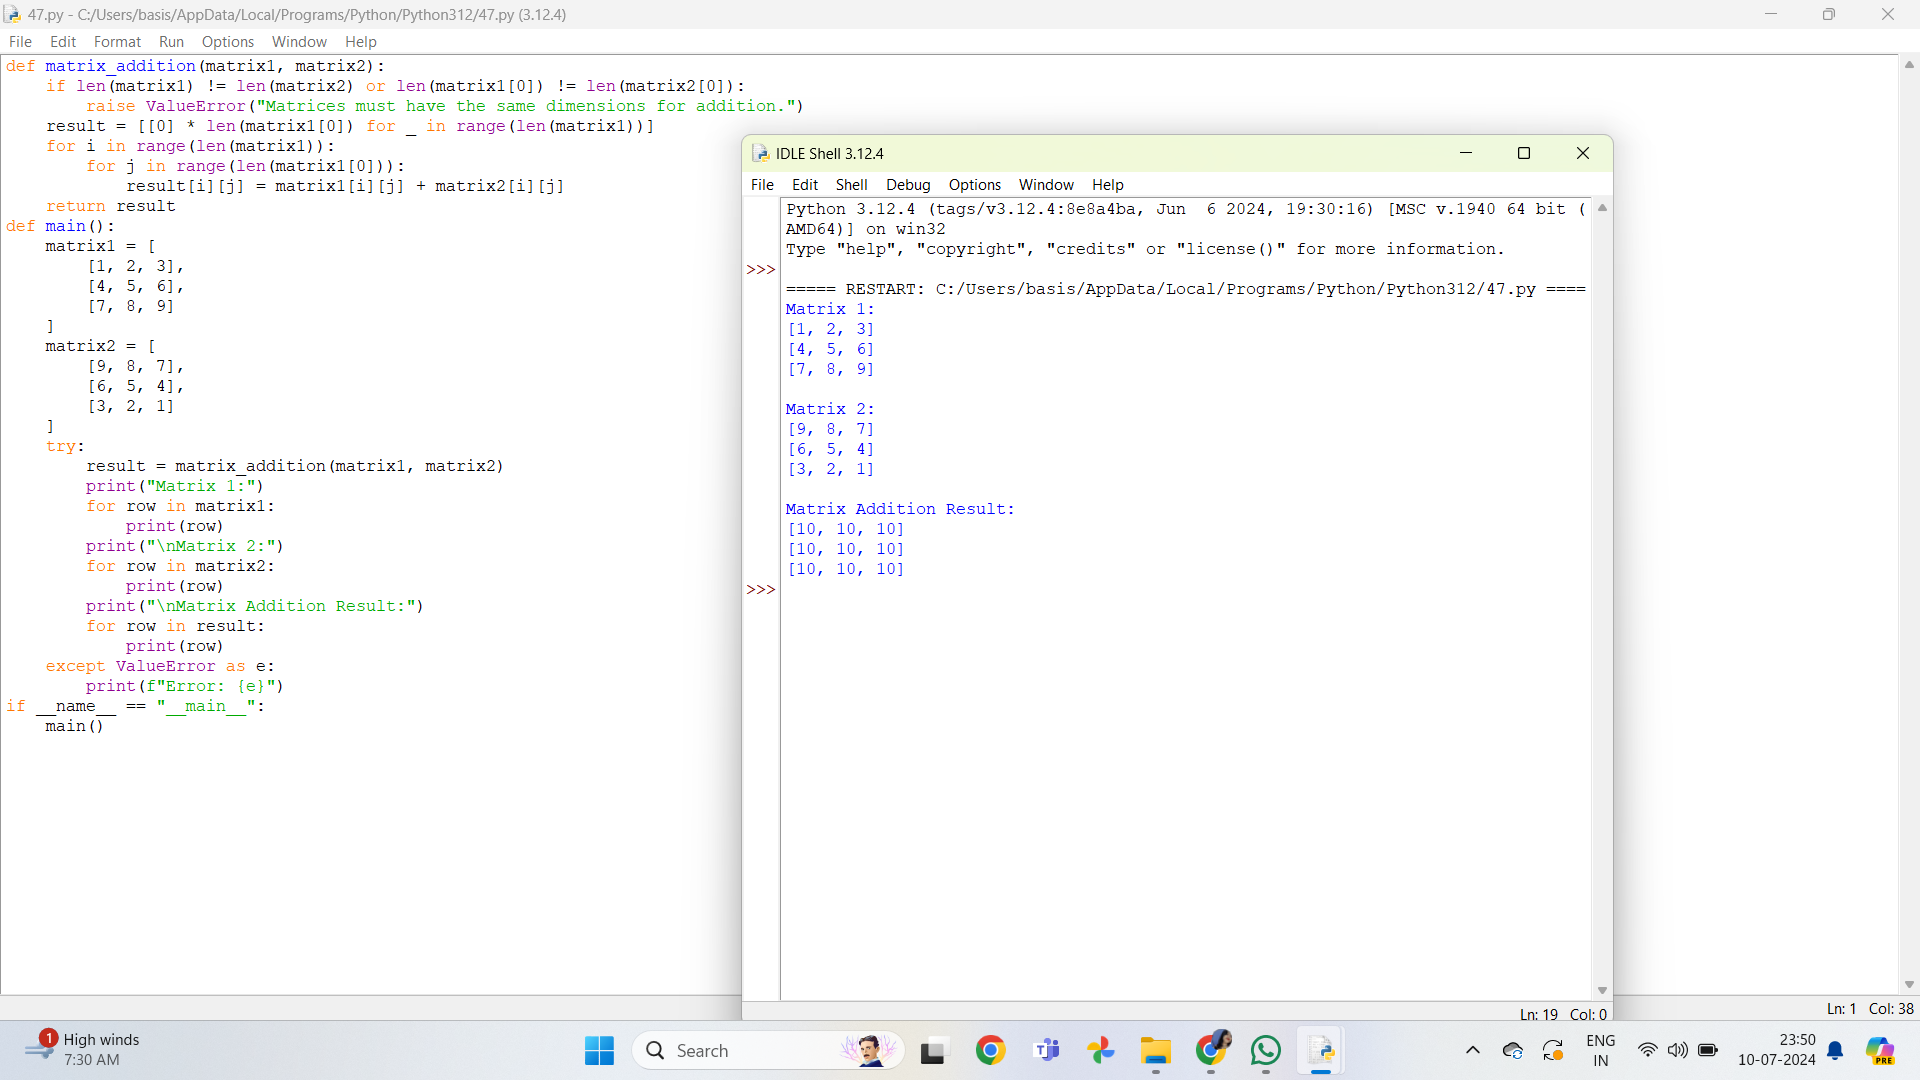 47.py - C:/Users/basis/AppData/Local/Programs/Python/Python312/47.py (3.12.4)
File Edit Format Run Options Window Help
def matrix_addition(matrix1, matrix2):
    if len(matrix1) != len(matrix2) or len(matrix1[0]) != len(matrix2[0]):
        raise ValueError("Matrices must have the same dimensions for addition.")
    result = [[0] * len(matrix1[0]) for _ in range(len(matrix1))]
    for i in range(len(matrix1)):
        for j in range(len(matrix1[0])):
            result[i][j] = matrix1[i][j] + matrix2[i][j]
    return result
def main():
    matrix1 = [
        [1, 2, 3],
        [4, 5, 6],
        [7, 8, 9]
    ]
    matrix2 = [
        [9, 8, 7],
        [6, 5, 4],
        [3, 2, 1]
    ]
    try:
        result = matrix_addition(matrix1, matrix2)
        print("Matrix 1:")
        for row in matrix1:
            print(row)
        print("\nMatrix 2:")
        for row in matrix2:
            print(row)
        print("\nMatrix Addition Result:")
        for row in result:
            print(row)
    except ValueError as e:
        print(f"Error: {e}")
if __name__ == "__main__":
    main()
IDLE Shell 3.12.4
File Edit Shell Debug Options Window Help
Python 3.12.4 (tags/v3.12.4:8e8a4ba, Jun  6 2024, 19:30:16) [MSC v.1940 64 bit (
AMD64)] on win32
Type "help", "copyright", "credits" or "license()" for more information.
>>>
===== RESTART: C:/Users/basis/AppData/Local/Programs/Python/Python312/47.py ====
Matrix 1:
[1, 2, 3]
[4, 5, 6]
[7, 8, 9]

Matrix 2:
[9, 8, 7]
[6, 5, 4]
[3, 2, 1]

Matrix Addition Result:
[10, 10, 10]
[10, 10, 10]
[10, 10, 10]
>>>
Ln: 19 Col: 0
Ln: 1 Col: 38
1
High winds
7:30 AM
Search
ENG
IN
23:50
10-07-2024
PRE